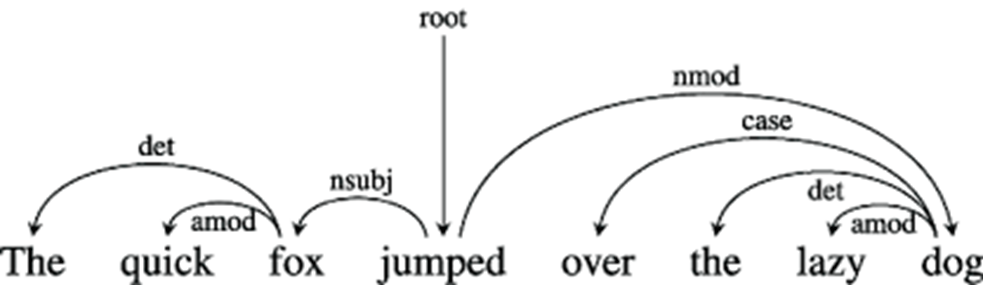 root
nmod
case
det
nsubj
det
amod
amod
The quick fox jumped over the lazy dog